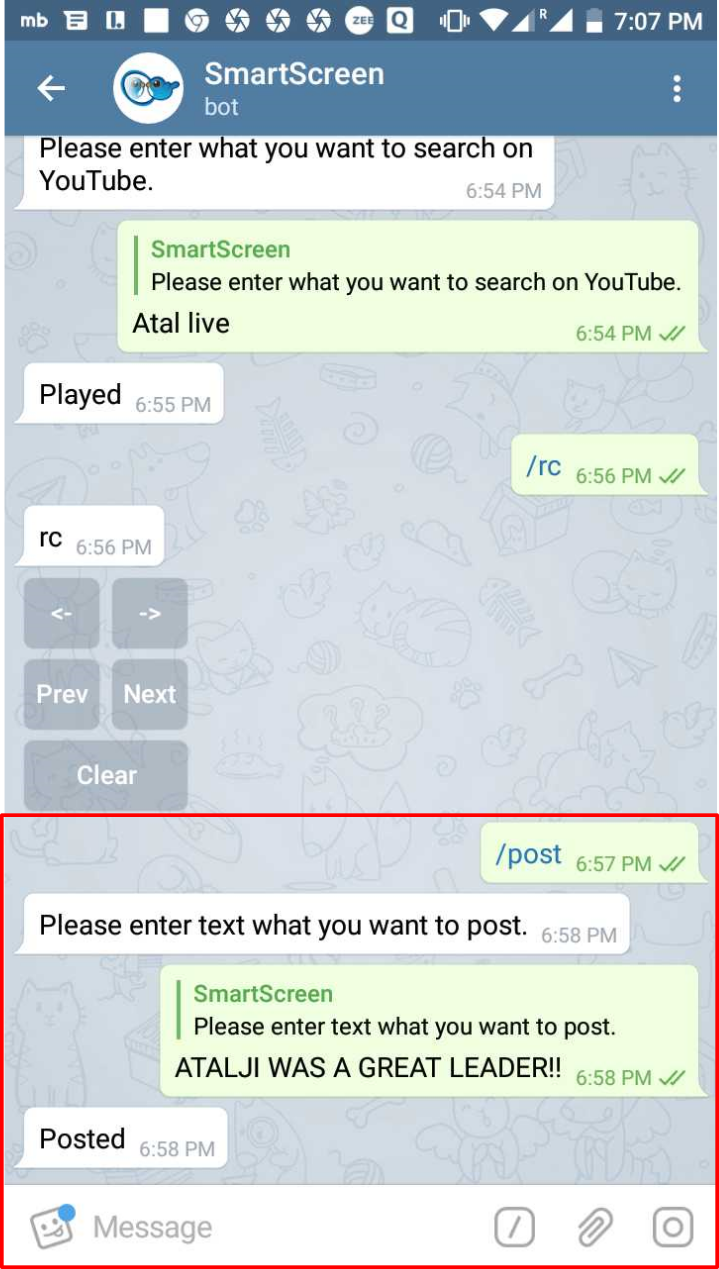 mb ZEE Q R 7:07 PM
SmartScreen
bot
Please enter what you want to search on
YouTube.
6:54 PM
SmartScreen
Please enter what you want to search on YouTube.
Atal live
6:54 PM
Played 6:55 PM
/rc 6:56 PM
rc 6:56 PM
<- ->
Prev Next
Clear
/post 6:57 PM
Please enter text what you want to post. 6:58 PM
SmartScreen
Please enter text what you want to post.
ATALJI WAS A GREAT LEADER!! 6:58 PM
Posted 6:58 PM
Message